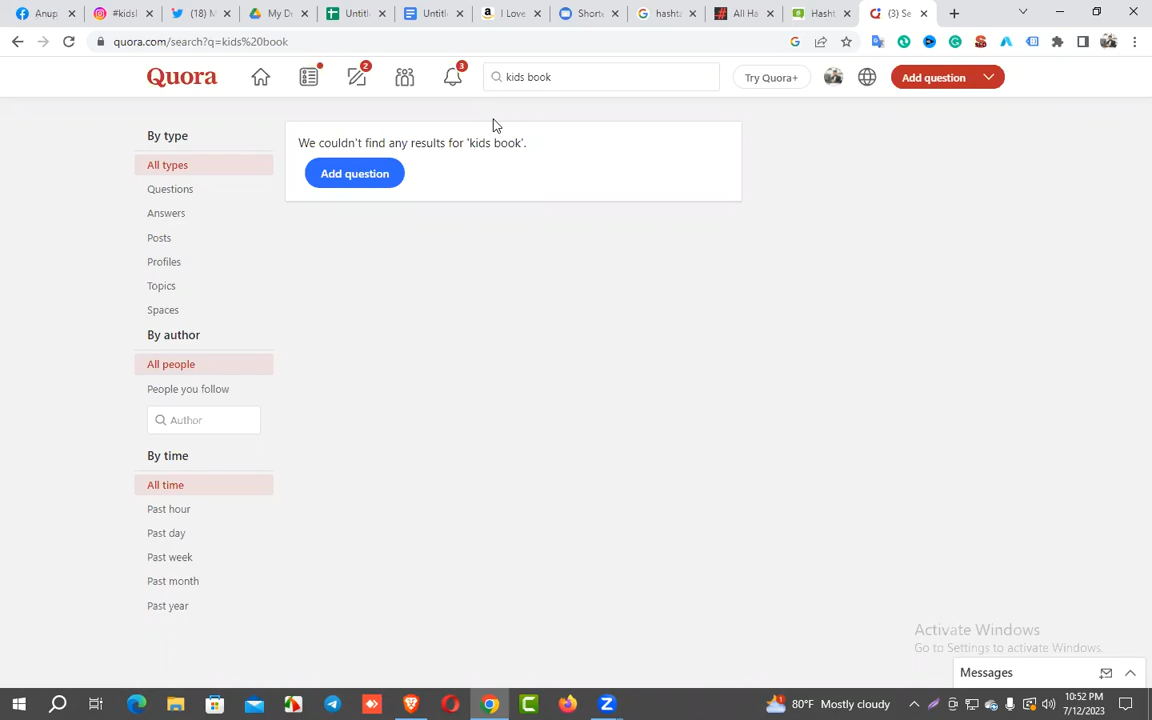 Anup
#kidsl
(18) M
My Dr
Untitl
Untitl
I Love
Shorte
hashta
All Ha
Hasht
(3) Se
quora.com/search?q=kids%20book
Quora
2
3
kids book
Try Quora+
Add question
By type
All types
Questions
Answers
Posts
Profiles
Topics
Spaces
By author
All people
People you follow
Author
By time
All time
Past hour
Past day
Past week
Past month
Past year
We couldn't find any results for 'kids book'.
Add question
Activate Windows
Go to Settings to activate Windows.
Messages
80°F Mostly cloudy
10:52 PM
7/12/2023